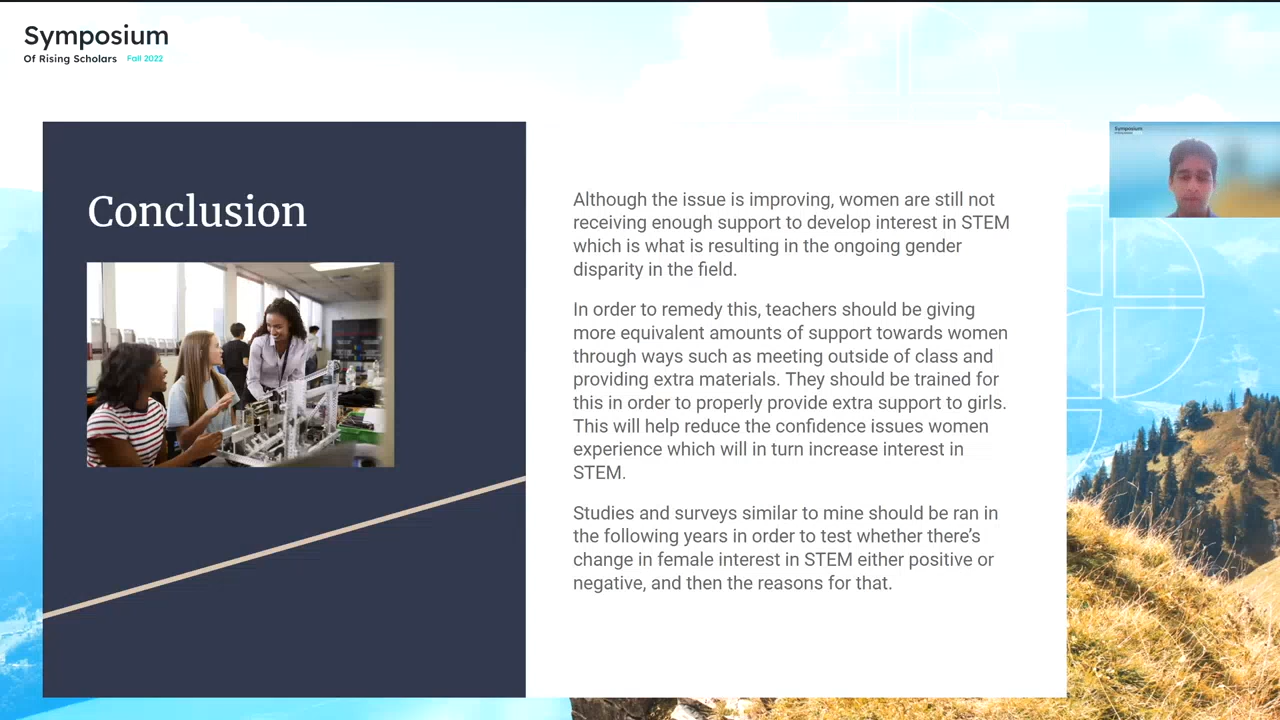 Symposium
Of Rising Scholars Fall 2022
Conclusion
Although the issue is improving, women are still not
receiving enough support to develop interest in STEM
which is what is resulting in the ongoing gender
disparity in the field.
In order to remedy this, teachers should be giving
more equivalent amounts of support towards women
through ways such as meeting outside of class and
providing extra materials. They should be trained for
this in order to properly provide extra support to girls.
This will help reduce the confidence issues women
experience which will in turn increase interest in
STEM.
Studies and surveys similar to mine should be ran in
the following years in order to test whether there's
change in female interest in STEM either positive or
negative, and then the reasons for that.
Symposium